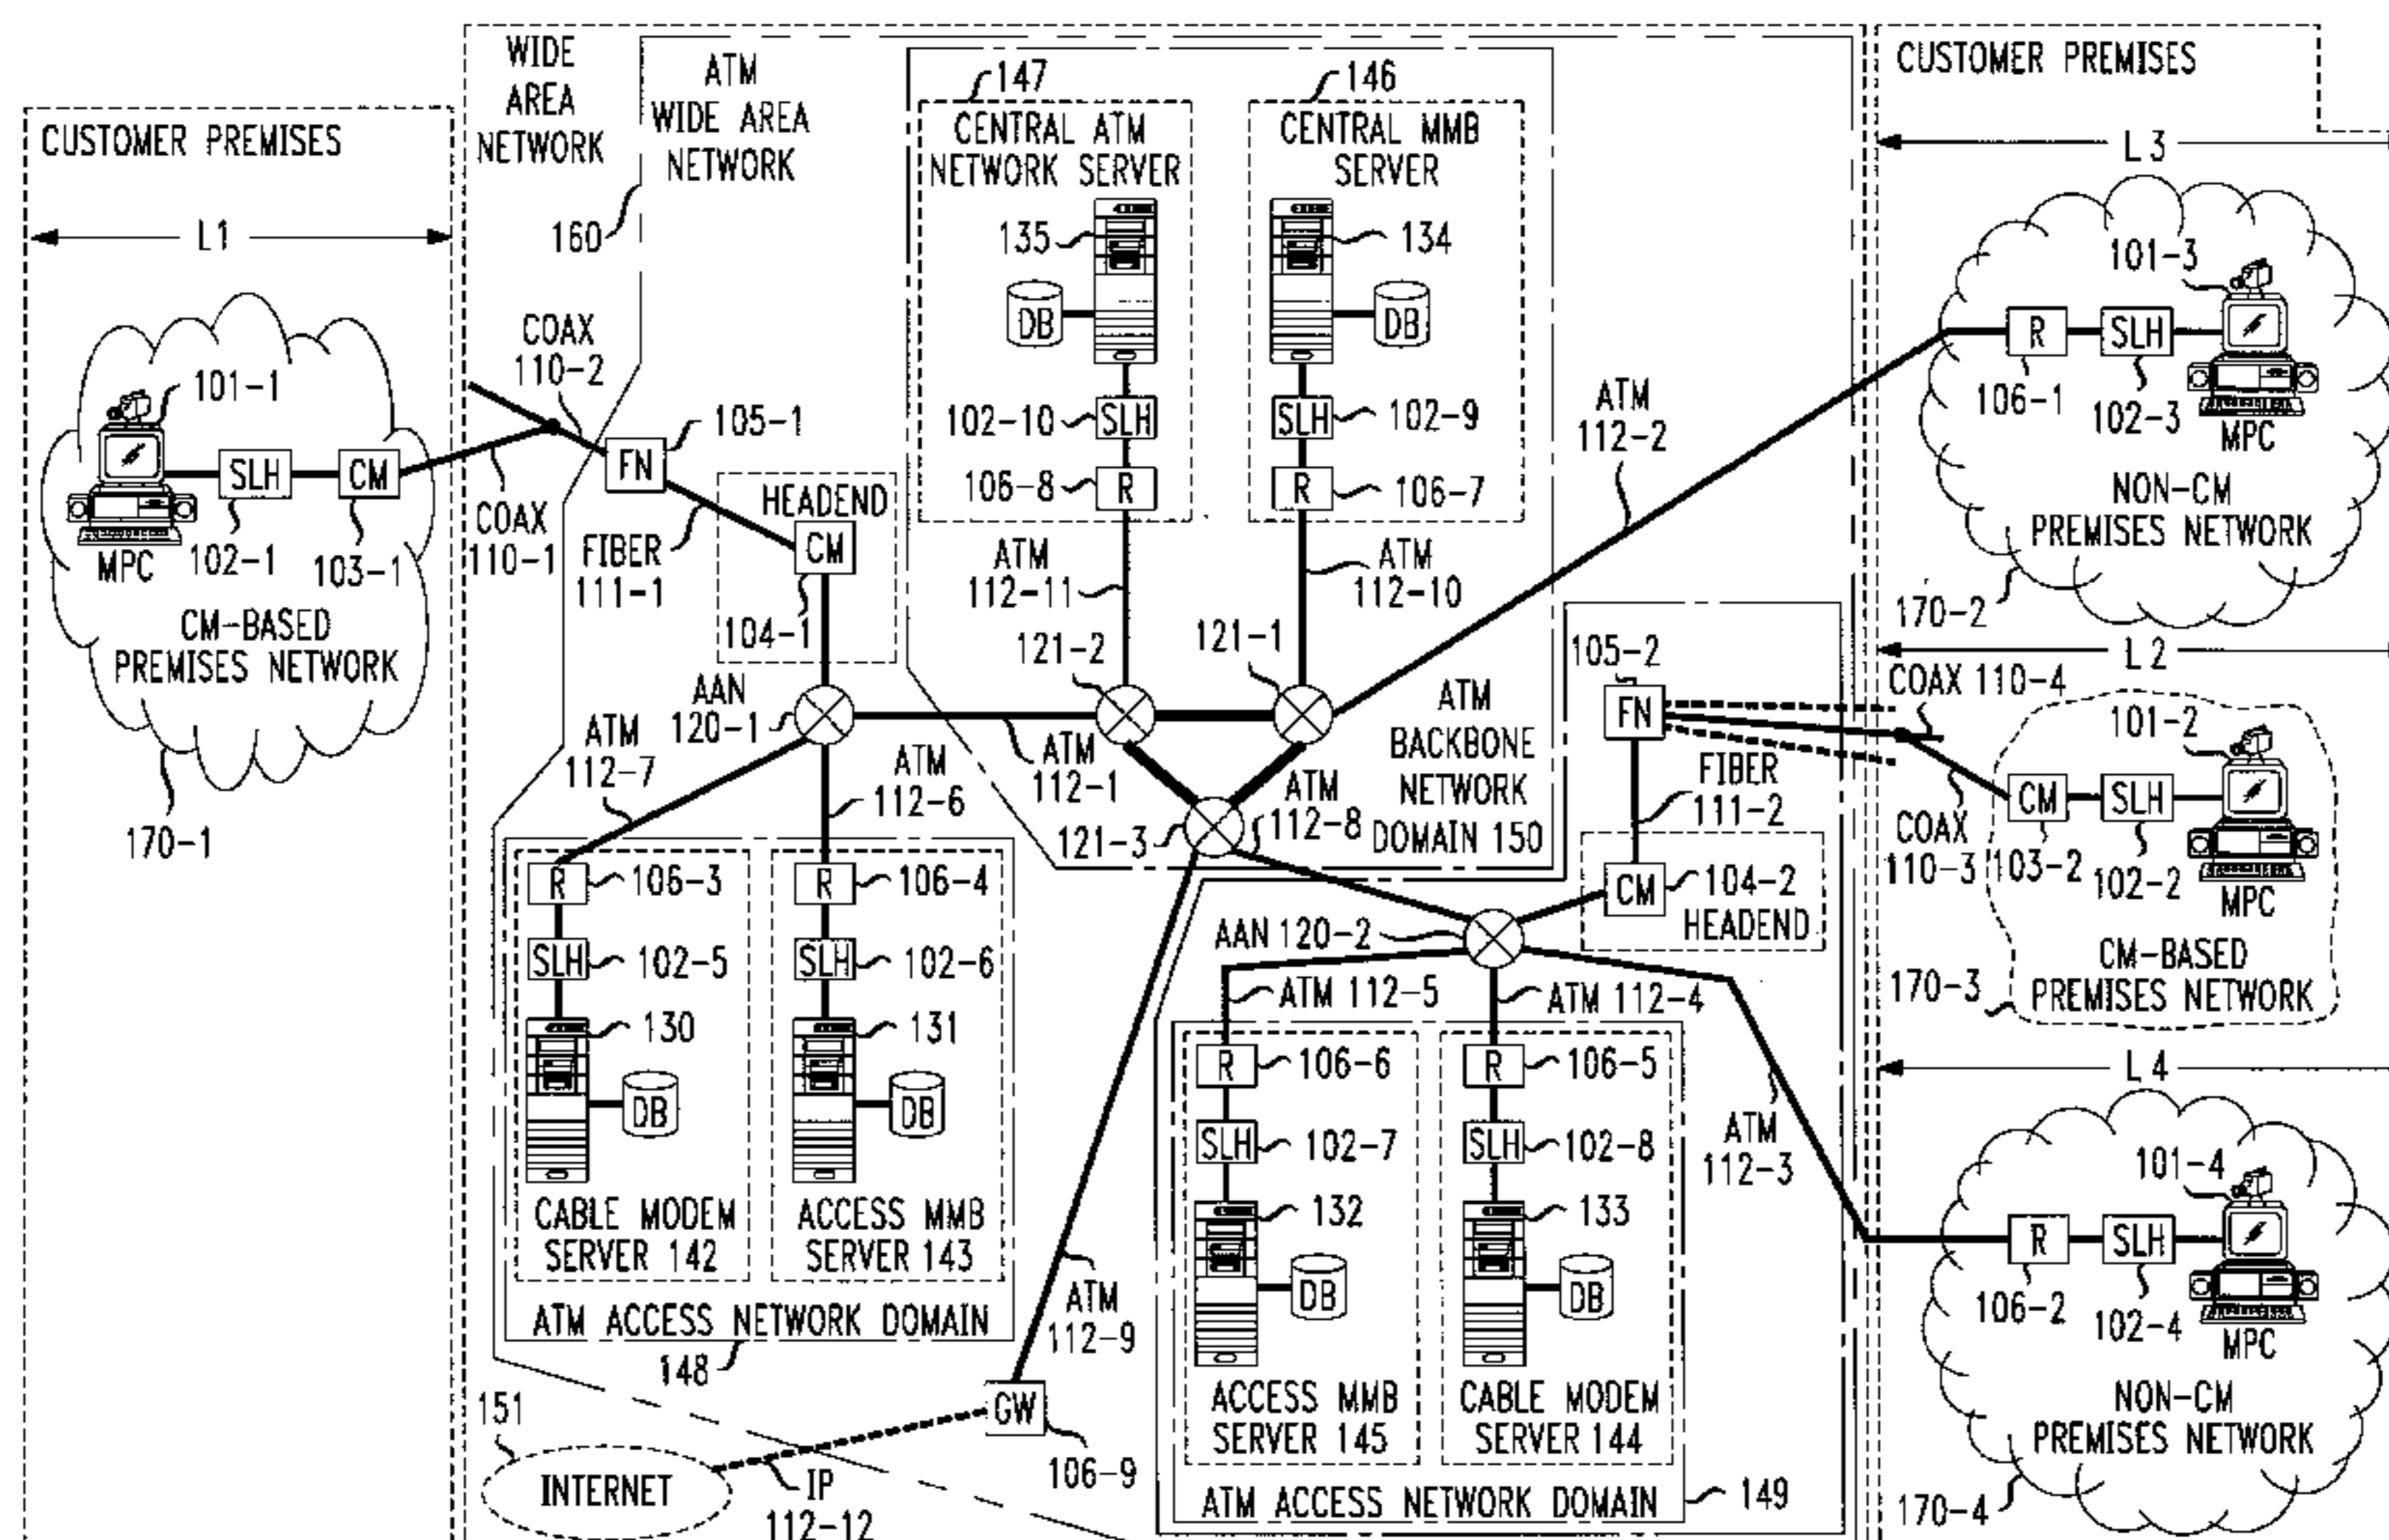 CUSTOMER PREMISES
L1
101-1
SLH
CM
MPC
102-1
103-1
CM-BASED
PREMISES NETWORK
170-1
WIDE
AREA
NETWORK
ATM
WIDE AREA
NETWORK
160
COAX
110-2
COAX
110-1
105-1
FN
FIBER
111-1
HEADEND
CM
104-1
AAN
120-1
ATM
112-7
ATM
112-6
ATM
112-1
147
CENTRAL ATM
NETWORK SERVER
135
DB
102-10
SLH
106-8
R
ATM
112-11
121-2
146
CENTRAL MMB
SERVER
134
DB
SLH
102-9
R
106-7
ATM
112-10
121-1
ATM
112-2
121-3
ATM
112-8
ATM
BACKBONE
NETWORK
DOMAIN 150
R
106-3
SLH
102-5
130
DB
CABLE MODEM
SERVER 142
R
106-4
SLH
102-6
131
DB
ACCESS MMB
SERVER 143
ATM ACCESS NETWORK DOMAIN
148
ATM
112-9
GW
106-9
151
INTERNET
IP
112-12
105-2
FN
FIBER
111-2
CM
104-2
HEADEND
AAN 120-2
ATM 112-5
ATM 112-4
ATM
112-3
R
106-6
SLH
102-7
132
DB
ACCESS MMB
SERVER 145
R
106-5
SLH
102-8
133
DB
CABLE MODEM
SERVER 144
ATM ACCESS NETWORK DOMAIN
149
CUSTOMER PREMISES
L3
101-3
R
SLH
106-1
102-3
MPC
NON-CM
PREMISES NETWORK
170-2
L2
COAX 110-4
101-2
CM
SLH
COAX
110-3
103-2
102-2
MPC
CM-BASED
PREMISES NETWORK
170-3
L4
101-4
R
SLH
106-2
102-4
MPC
NON-CM
PREMISES NETWORK
170-4